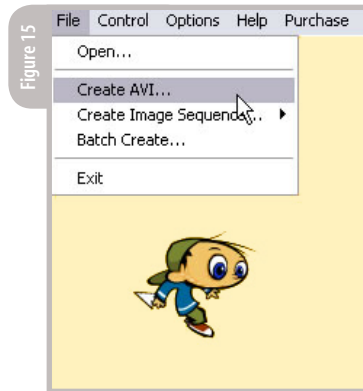 Figure 15
File Control Options Help Purchase
Open...
Create AVI...
Create Image Sequence...
Batch Create...
Exit